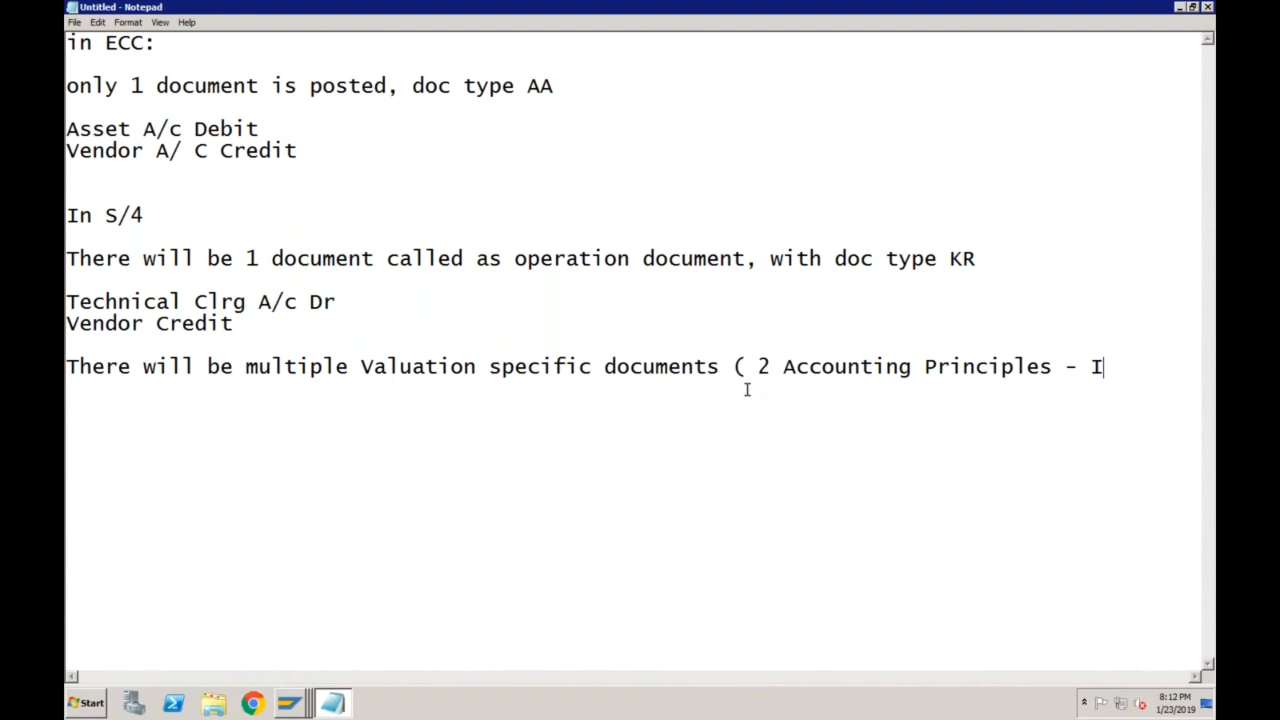 Untitled - Notepad
File Edit Format View Help
in ECC:
only 1 document is posted, doc type AA
Asset A/c Debit
Vendor A/ C Credit
In S/4
There will be 1 document called as operation document, with doc type KR
Technical Clrg A/c Dr
Vendor Credit
There will be multiple Valuation specific documents ( 2 Accounting Principles - I
Start
8:12 PM
1/23/2019